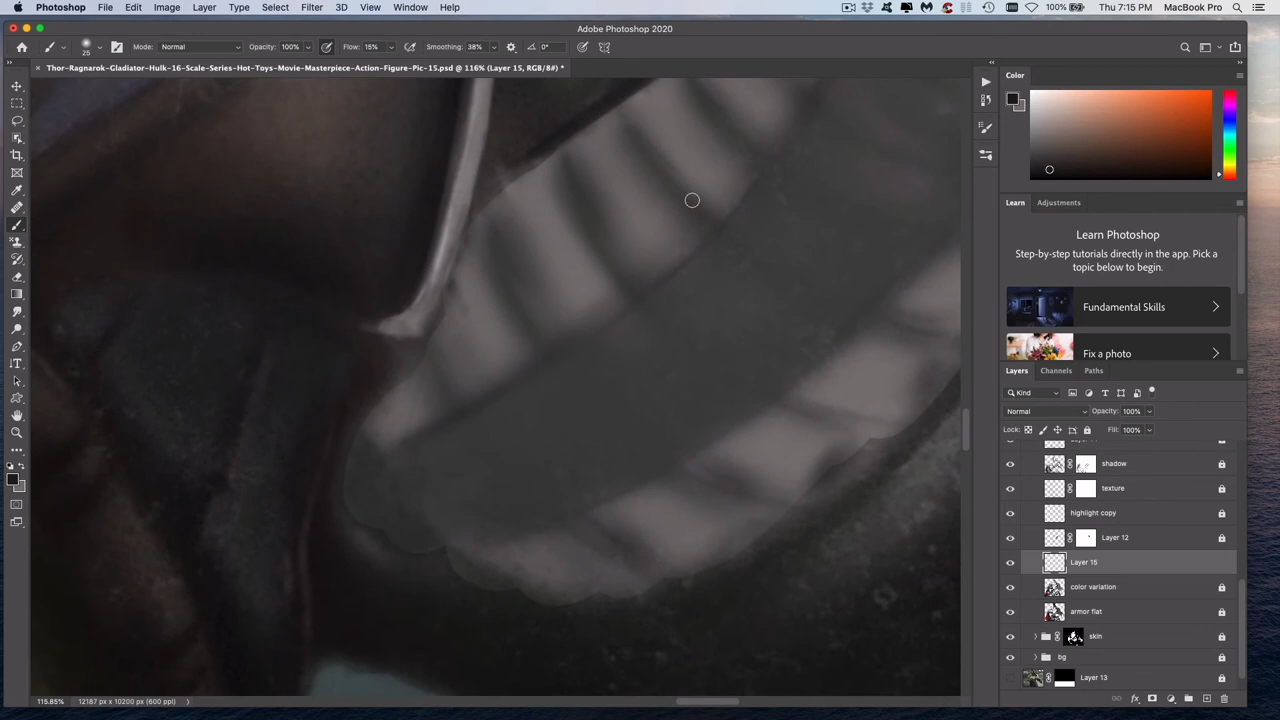 Photoshop File Edit Image Layer Type Select Filter 3D View Window Help 100% 7:15 PM MacBook Pro
Adobe Photoshop 2020
Mode: Normal Opacity: 100% Flow: 15% Smoothing: 38% 0°
25
× Thor-Ragnarok-Gladiator-Hulk-16-Scale-Series-Hot-Toys-Movie-Masterpiece-Action-Figure-Pic-15.psd @ 116% (Layer 15, RGB/8#) *
Color
Learn Adjustments
Learn Photoshop
Step-by-step tutorials directly in the app. Pick a
topic below to begin.
Fundamental Skills
Fix a photo
Layers Channels Paths
Kind
Normal Opacity: 100%
Lock: Fill: 100%
shadow
texture
highlight copy
Layer 12
Layer 15
color variation
armor flat
skin
bg
Layer 13
115.85% 12187 px x 10200 px (600 ppi)